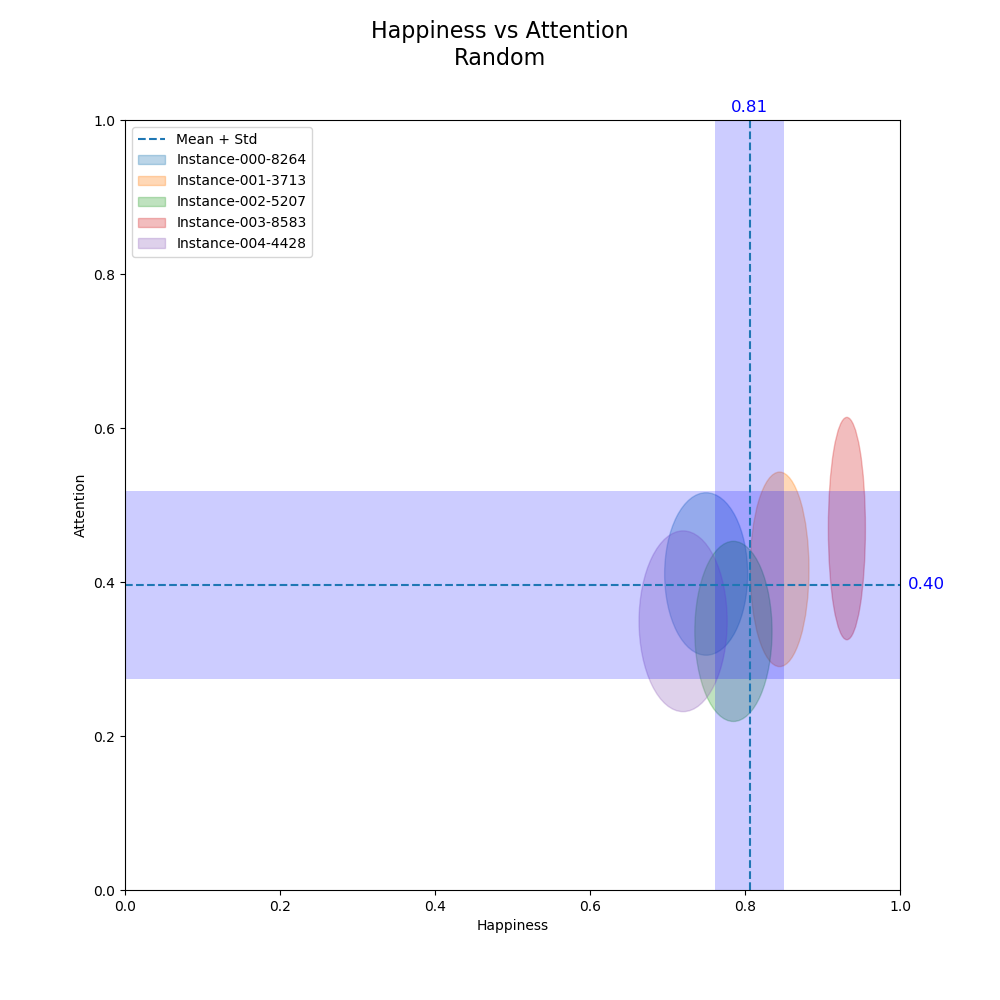 Happiness vs Attention
Random
0.81
1.0
Mean + Std
Instance-000-8264
Instance-001-3713
Instance-002-5207
Instance-003-8583
Instance-004-4428
0.8
0.6
Attention
0.4
0.40
0.2
0.0
0.0 0.2 0.4 0.6 0.8 1.0
Happiness